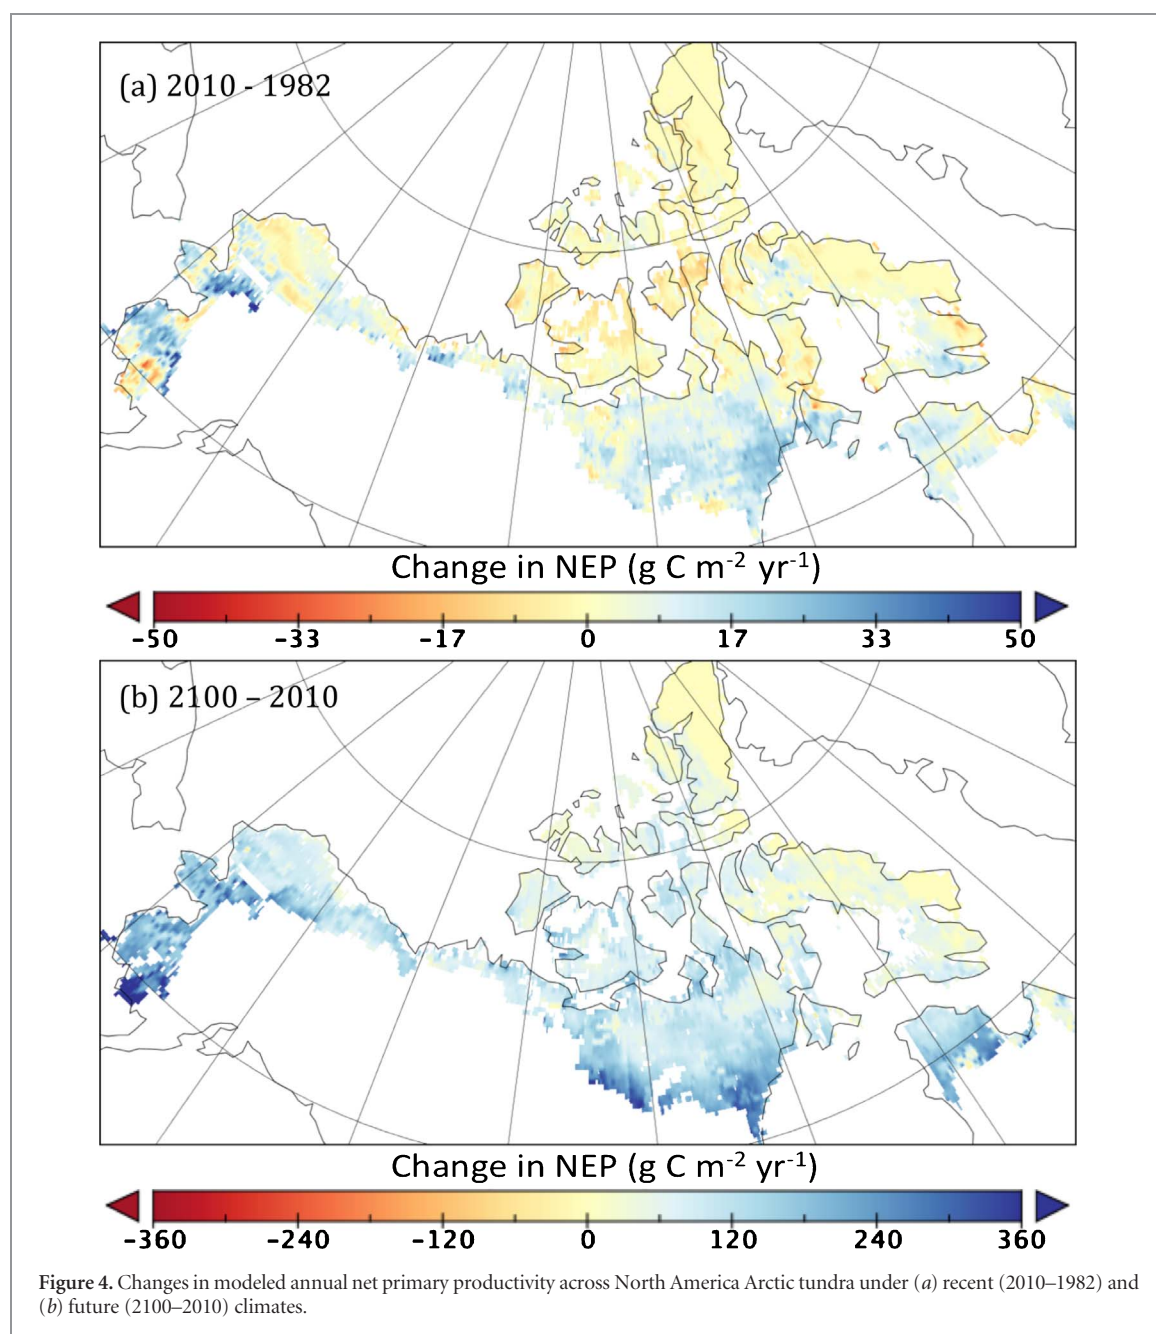 (a) 2010 - 1982
Change in NEP (g C m-2 yr-1)
-50 -33 -17 0 17 33 50
(b) 2100 – 2010
Change in NEP (g C m-2 yr-1)
-360 -240 -120 0 120 240 360
Figure 4. Changes in modeled annual net primary productivity across North America Arctic tundra under (a) recent (2010–1982) and
(b) future (2100–2010) climates.